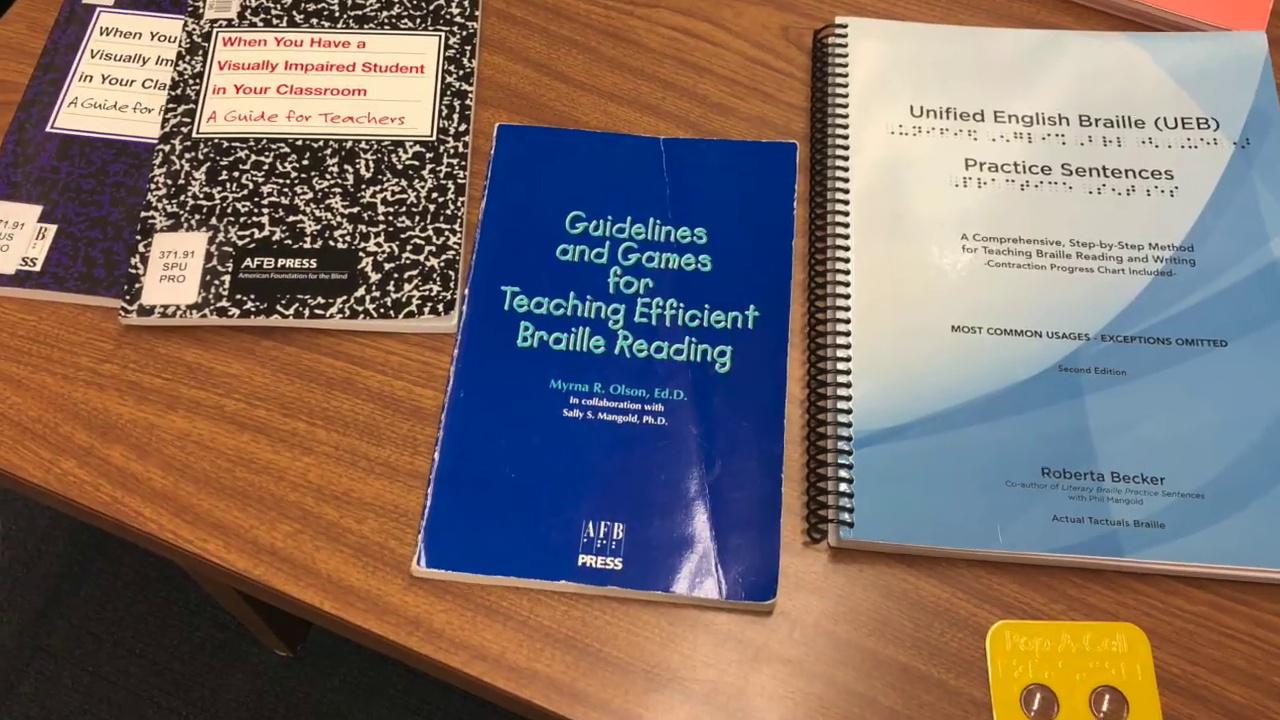 When You
Visually Im
in Your Cla
A Guide for
71.91
US
O
When You Have a
Visually Impaired Student
in Your Classroom
A Guide for Teachers
371.91
SPU
PRO
AFB PRESS
American Foundation for the Blind
Guidelines
and Games
for
Teaching Efficient
Braille Reading
Myrna R. Olson, Ed.D.
In collaboration with
Sally S. Mangold, Ph.D.
AFB
PRESS
Unified English Braille (UEB)
Practice Sentences
A Comprehensive, Step-by-Step Method
for Teaching Braille Reading and Writing
-Contraction Progress Chart Included-
MOST COMMON USAGES - EXCEPTIONS OMITTED
Second Edition
Roberta Becker
Co-author of Literary Braille Practice Sentences
with Phil Mangold
Actual Tactuals Braille
Pop-A-Cell